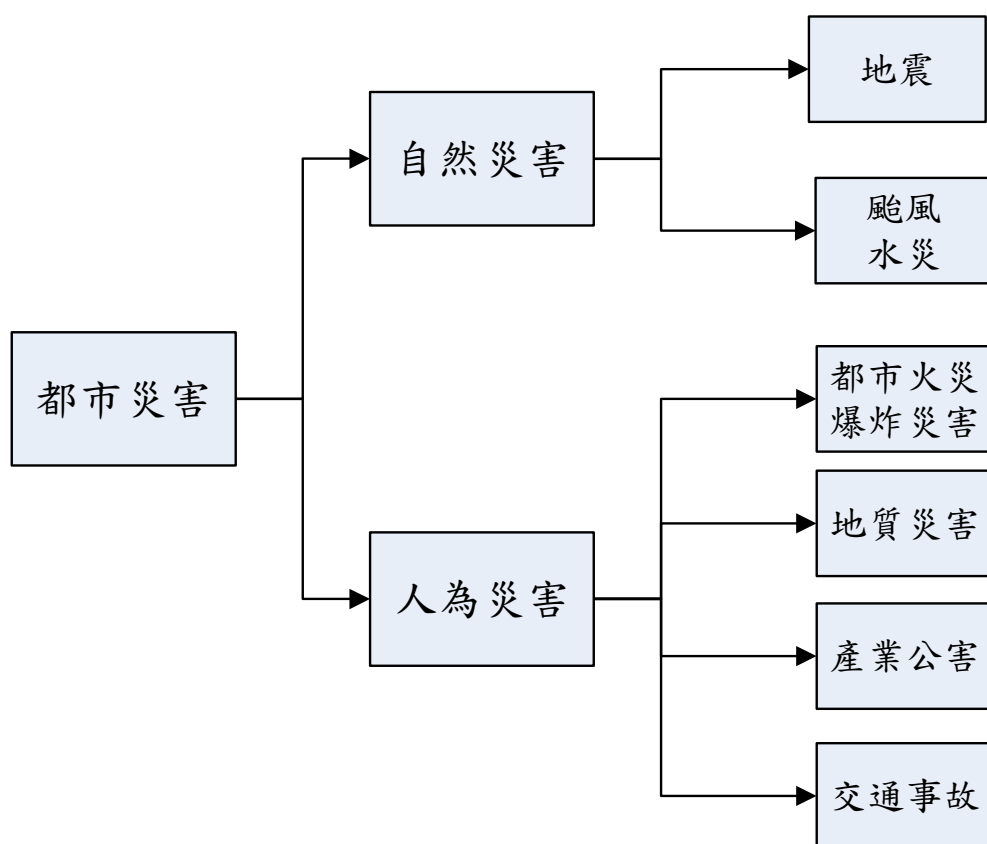 地震
自然災害
颱風
水災
都市災害
都市火災
爆炸災害
地質災害
人為災害
產業公害
交通事故